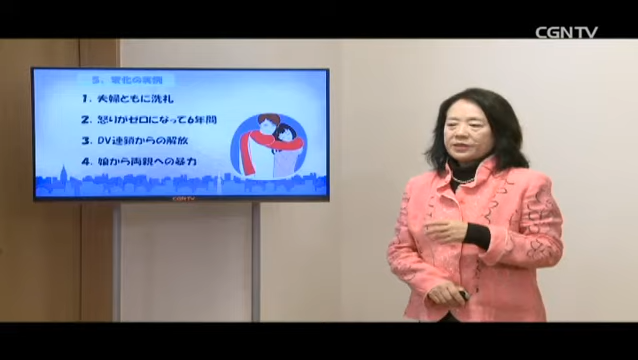 CGNTV
5. 変化の実例
1. 夫婦ともに洗礼
2. 怒りがゼロになって6年間
3. DV連鎖からの解放
4. 娘から両親への暴力
CGNTV